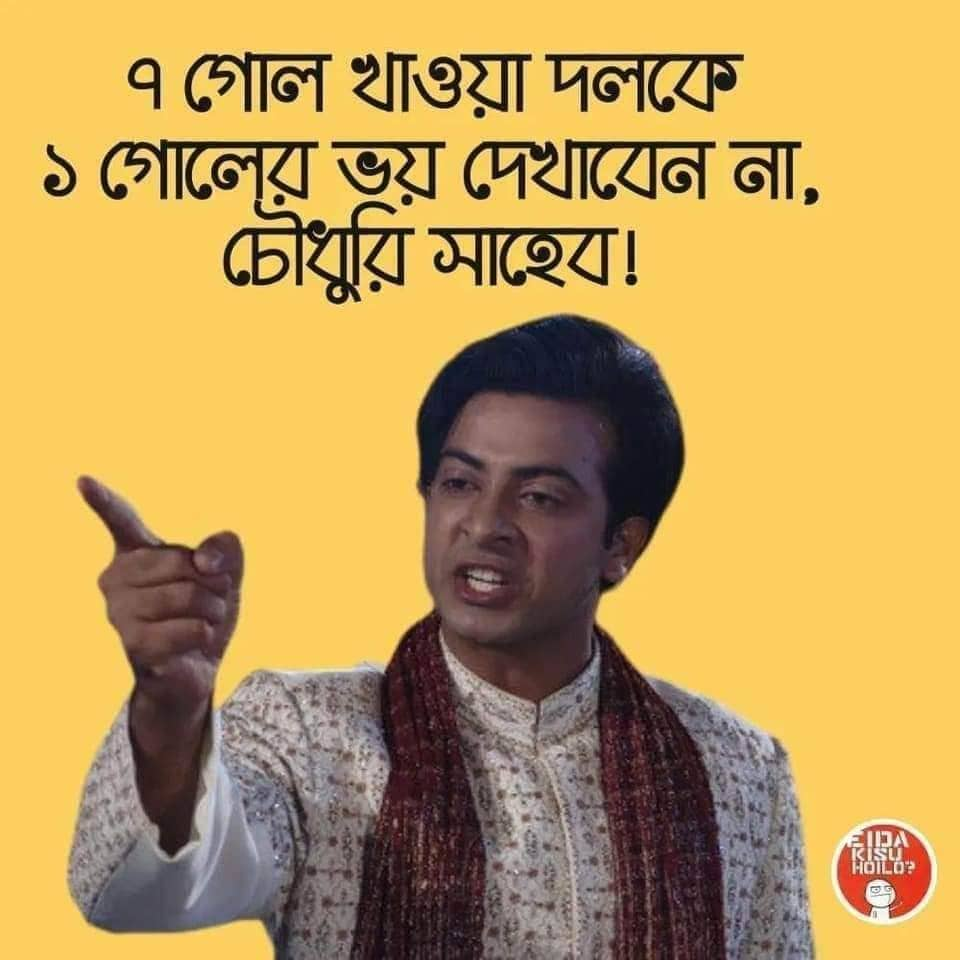 ৭ গোল খাওয়া দলকে
১ গোলের ভয় দেখাবেন না,
চৌধুরি সাহেব!
EIDA
KISU
HOILO?